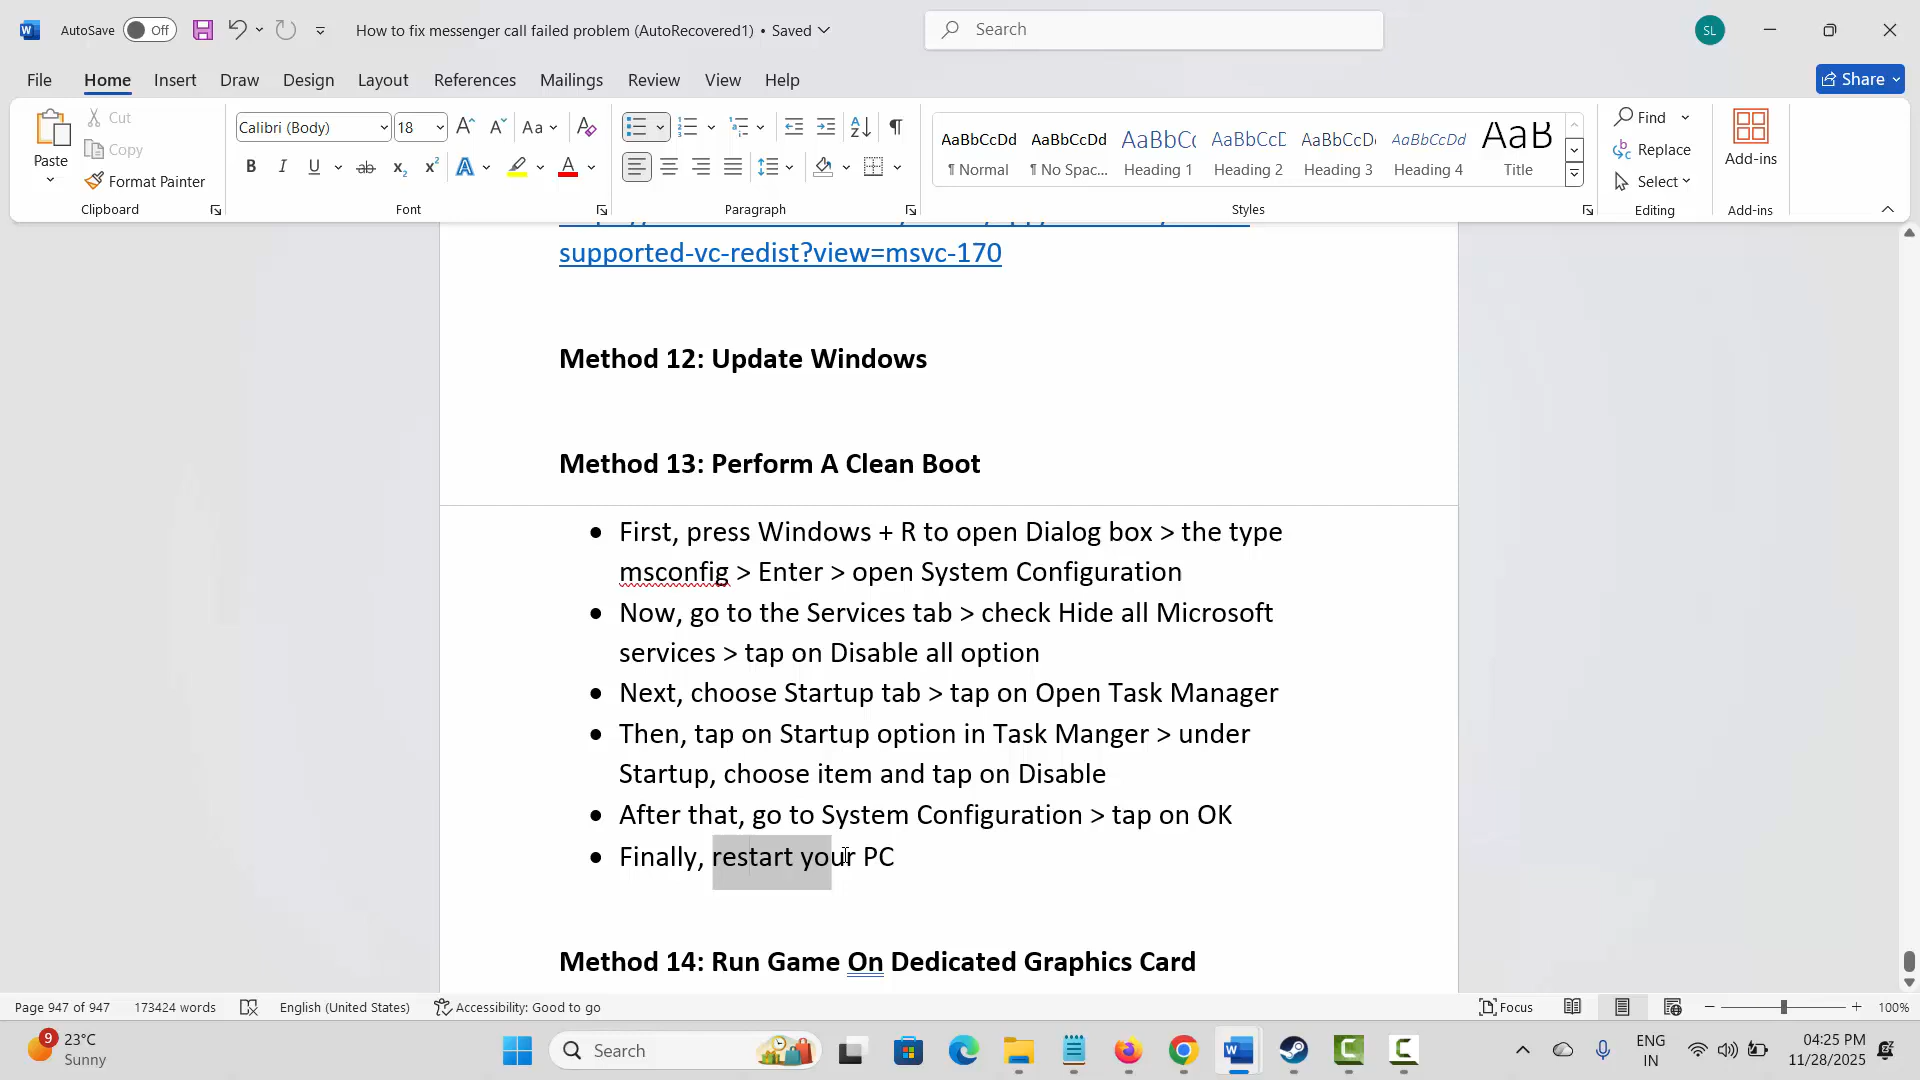 AutoSave Off How to fix messenger call failed problem (AutoRecovered1) • Saved Search SL
File Home Insert Draw Design Layout References Mailings Review View Help Share
Paste Cut Copy Format Painter
Clipboard
Calibri (Body) 18 Aa
B I U ab x₂ x² A A
Font
Paragraph
AaBbCcDd AaBbCcDd AaBbCc AaBbCcD AaBbCcDd AaBbCcDd AaB
¶ Normal ¶ No Spac... Heading 1 Heading 2 Heading 3 Heading 4 Title
Styles
Find
Replace
Select
Editing
Add-ins
Add-ins
supported-vc-redist?view=msvc-170
Method 12: Update Windows
Method 13: Perform A Clean Boot
• First, press Windows + R to open Dialog box > the type
msconfig > Enter > open System Configuration
• Now, go to the Services tab > check Hide all Microsoft
services > tap on Disable all option
• Next, choose Startup tab > tap on Open Task Manager
• Then, tap on Startup option in Task Manger > under
Startup, choose item and tap on Disable
• After that, go to System Configuration > tap on OK
• Finally, restart your PC
Method 14: Run Game On Dedicated Graphics Card
Page 947 of 947 173424 words English (United States) Accessibility: Good to go Focus 100%
9 23°C
Sunny
Search
ENG
IN
04:25 PM
11/28/2025